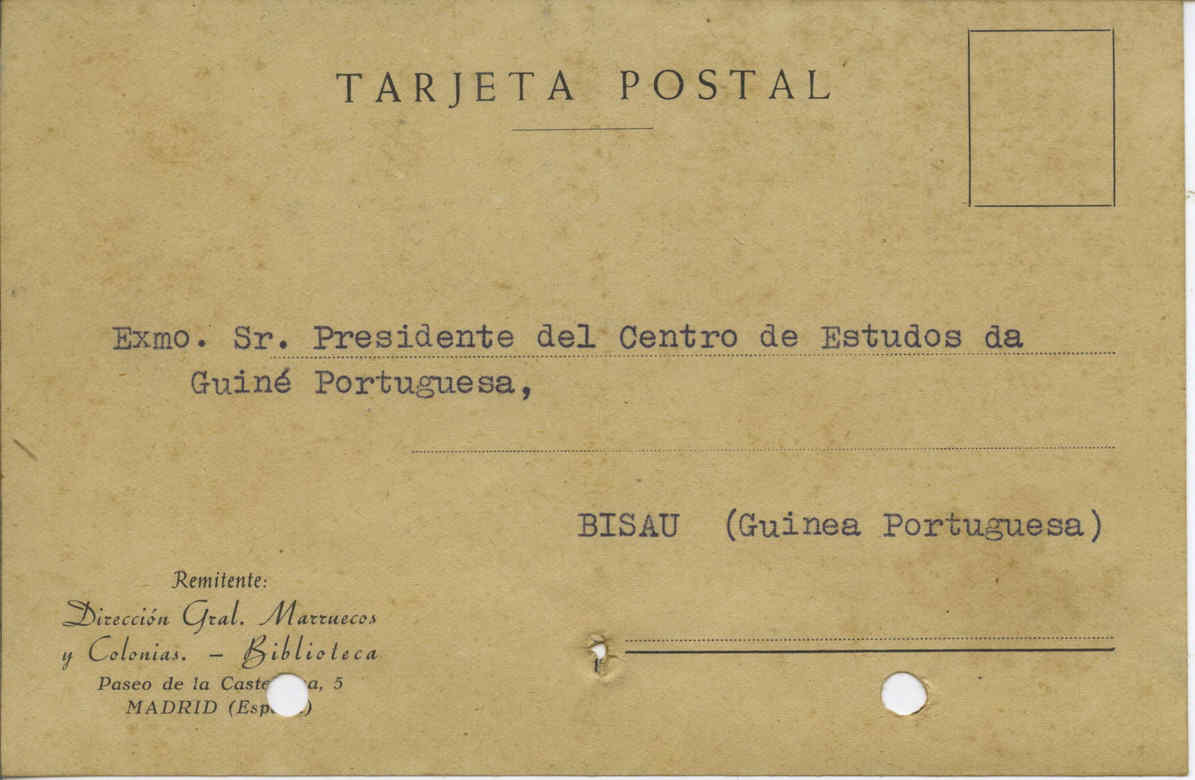 TARJETA POSTAL
Exmo. Sr. Presidente del Centro de Estudos da
Guiné Portuguesa,
BISAU (Guinea Portuguesa)
Remitente:
Dirección Gral. Marruecos
y Colonias. – Biblioteca
Paseo de la , 5
MADRID